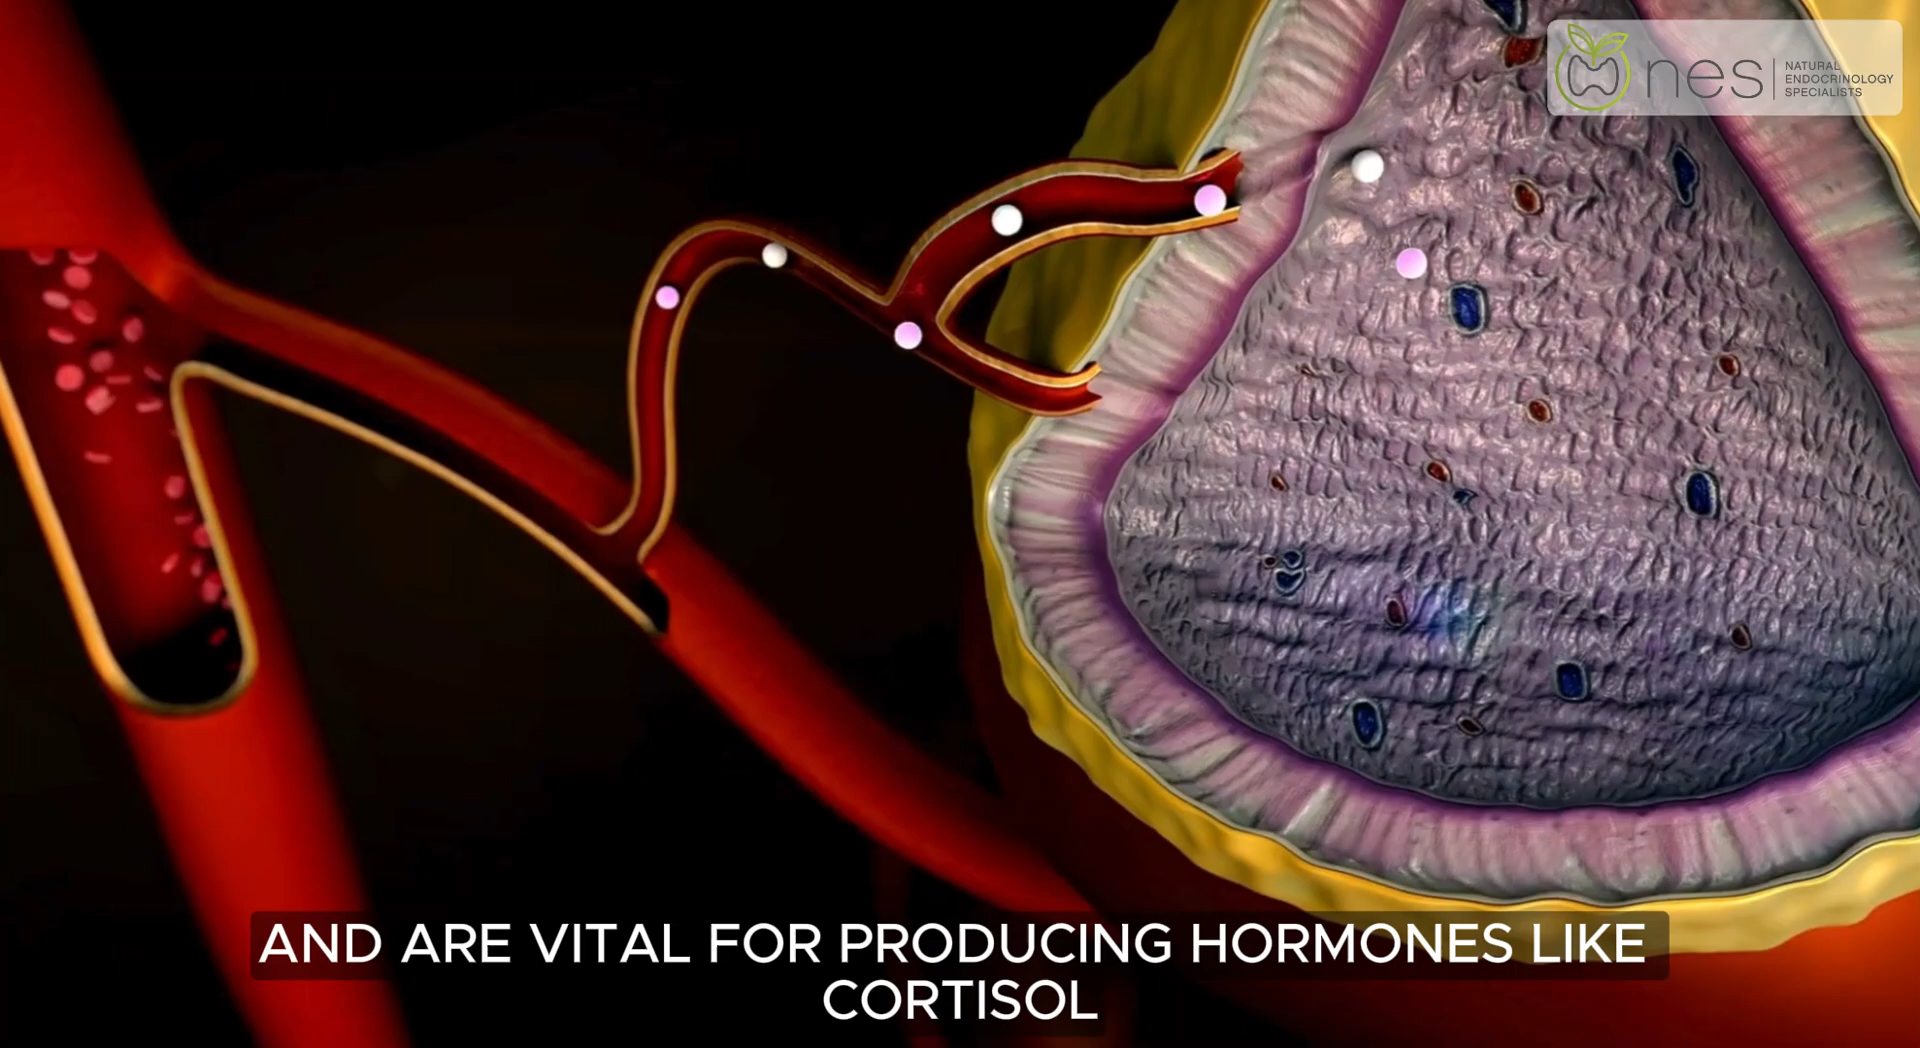 nes
NATURAL
ENDOCRINOLOGY
SPECIALISTS
AND ARE VITAL FOR PRODUCING HORMONES LIKE
CORTISOL